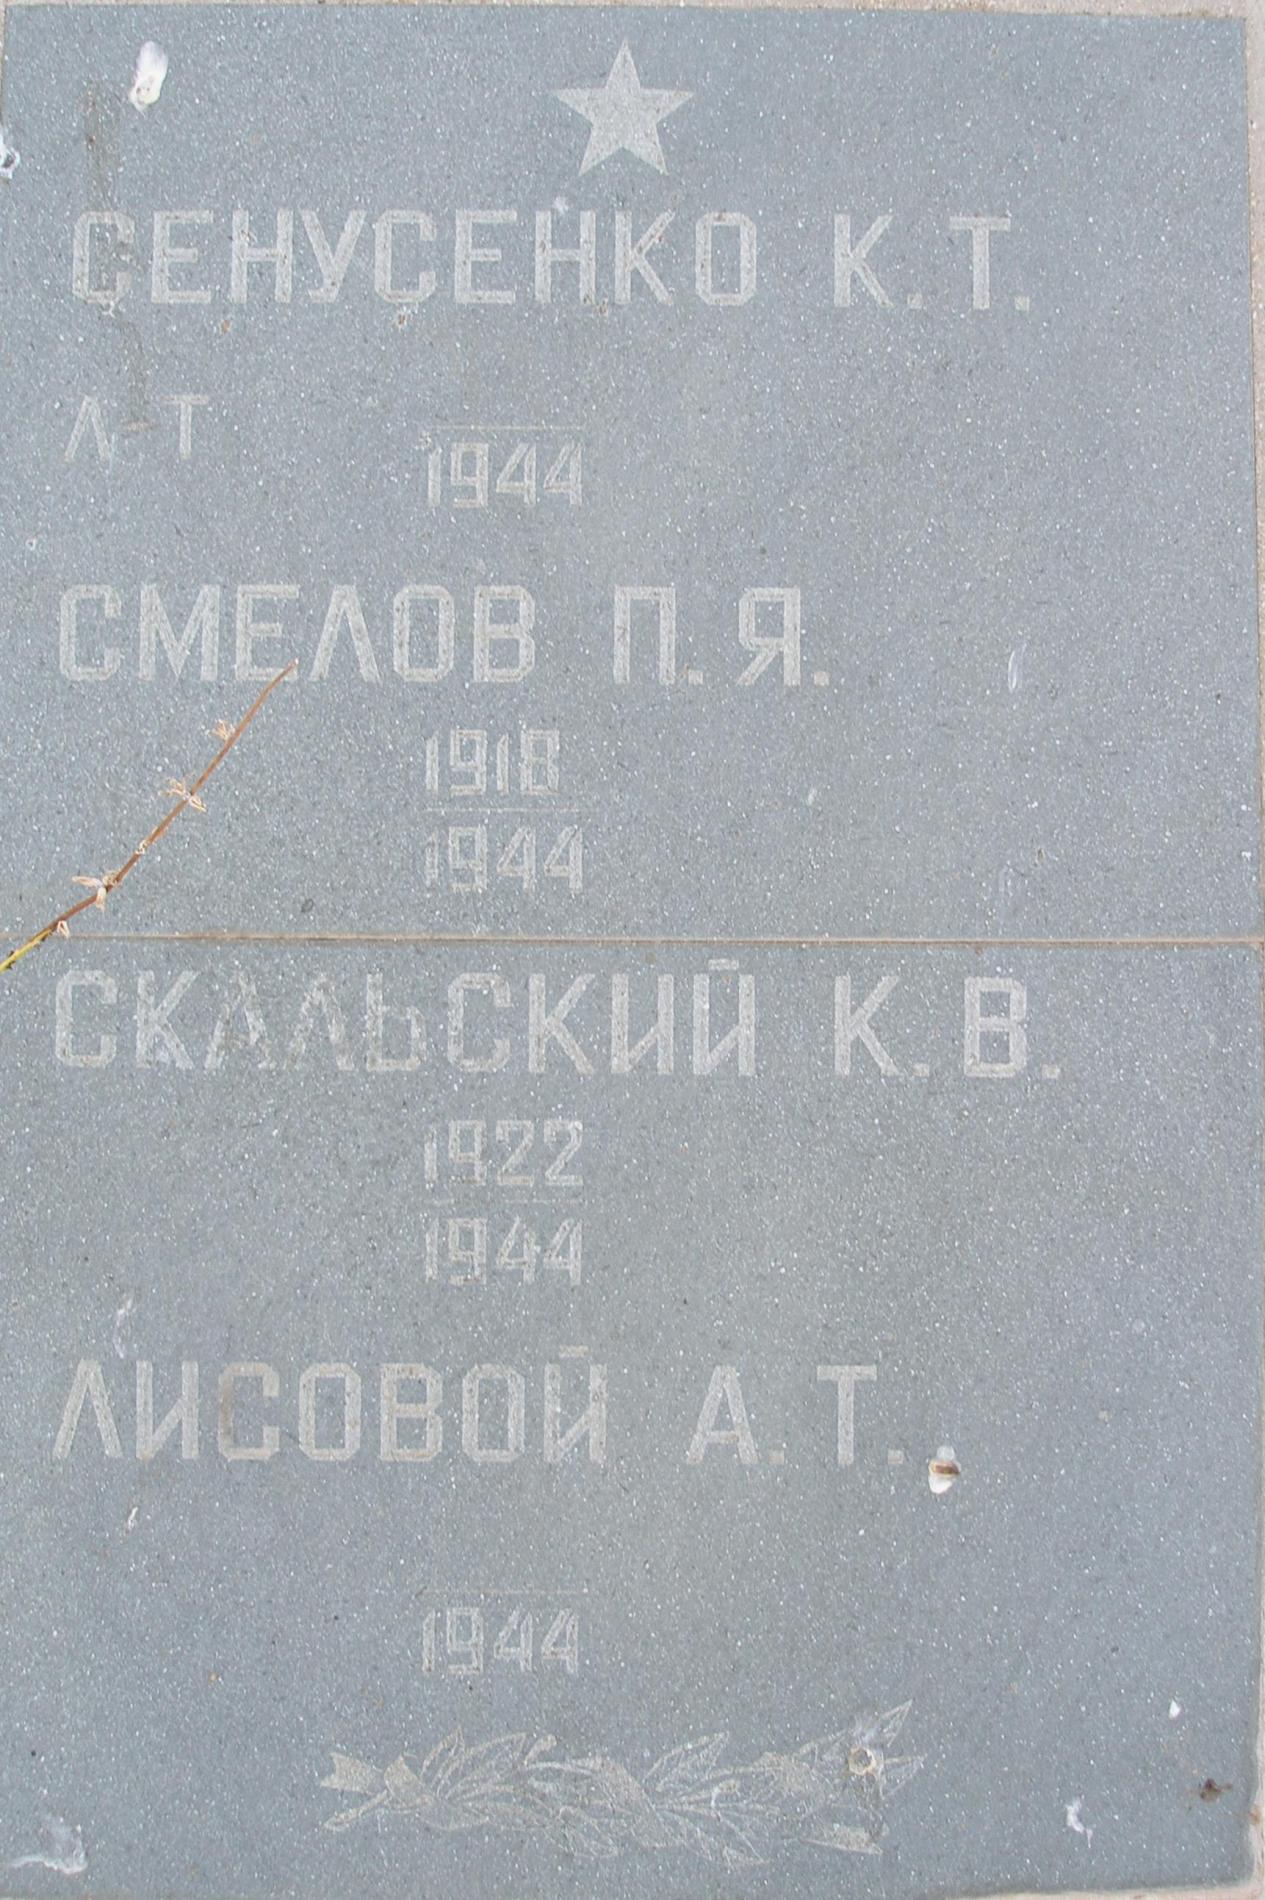 СЕНУСЕНКО К.Т.
Л-Т
1944
СМЕЛОВ П.Я.
1918
1944
СКАЛЬСКИЙ К.В.
1922
1944
ЛИСОВОЙ А.Т.
1944